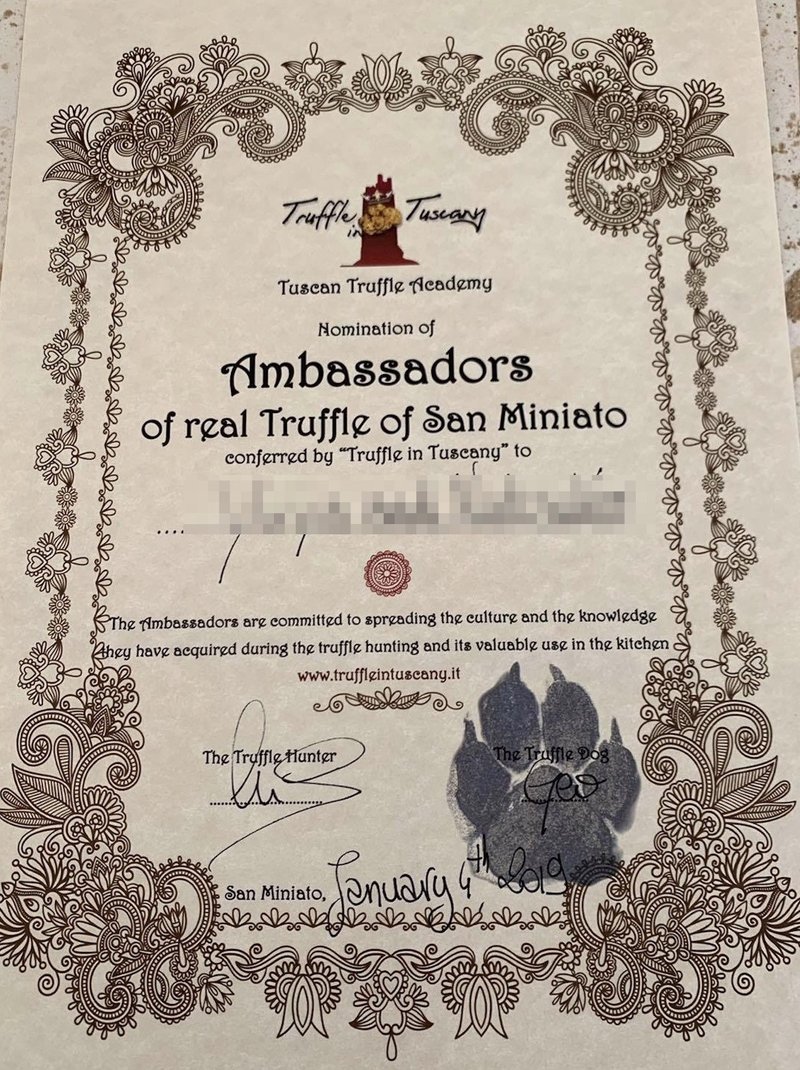 Truffle in Tuscany
Tuscan Truffle Academy
Nomination of
Ambassadors
of real Truffle of San Miniato
conferred by “Truffle in Tuscany” to
The Ambassadors are committed to spreading the culture and the knowledge
they have acquired during the truffle hunting and its valuable use in the kitchen
www.truffleintuscany.it
The Truffle Hunter
The Truffle Dog
San Miniato, January 4th, 2019